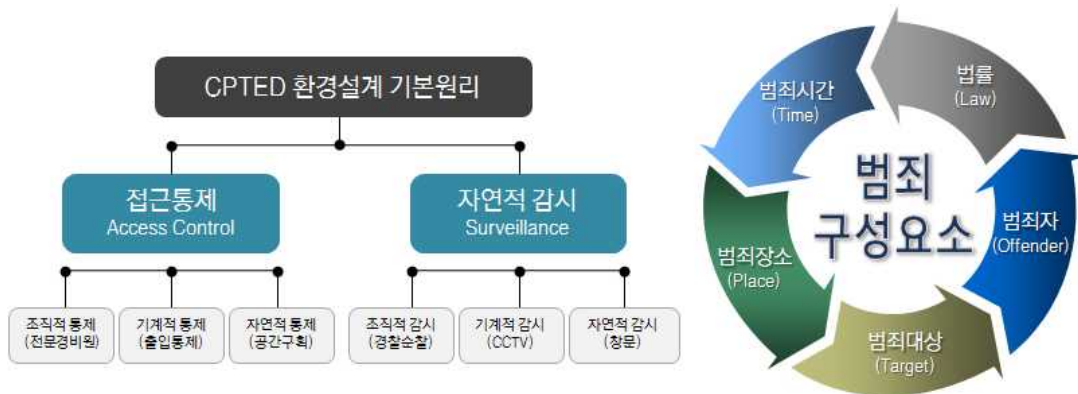 CPTED 환경설계 기본원리
접근통제
Access Control
자연적 감시
Surveillance
조직적 통제
(전문경비원)
기계적 통제
(출입통제)
자연적 통제
(공간구획)
조직적 감시
(경찰순찰)
기계적 감시
(CCTV)
자연적 감시
(창문)
범죄
구성요소
법률
(Law)
범죄시간
(Time)
범죄장소
(Place)
범죄대상
(Target)
범죄자
(Offender)